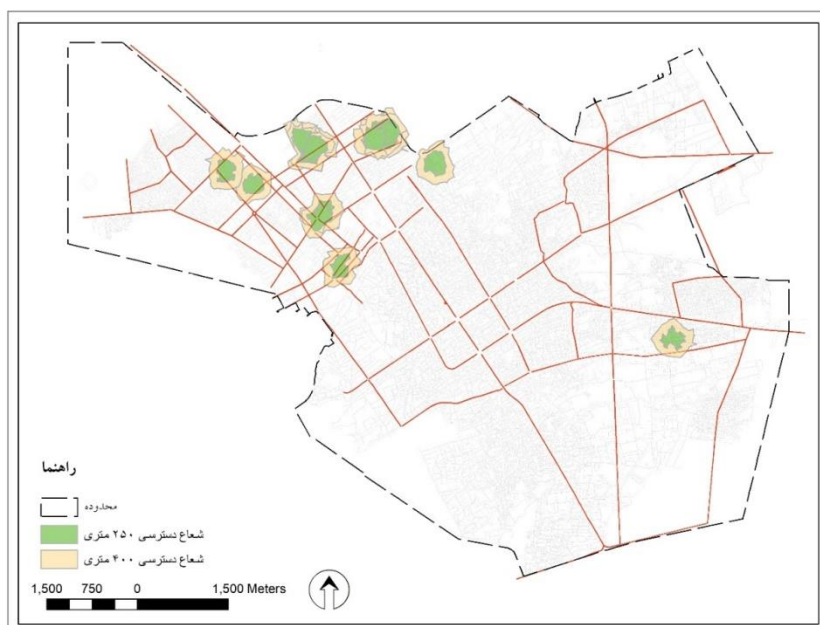 راهنما
محدوده
شعاع دسترسی ۲۵۰ متری
شعاع دسترسی ۴۰۰ متری
1,500 750 0 1,500 Meters